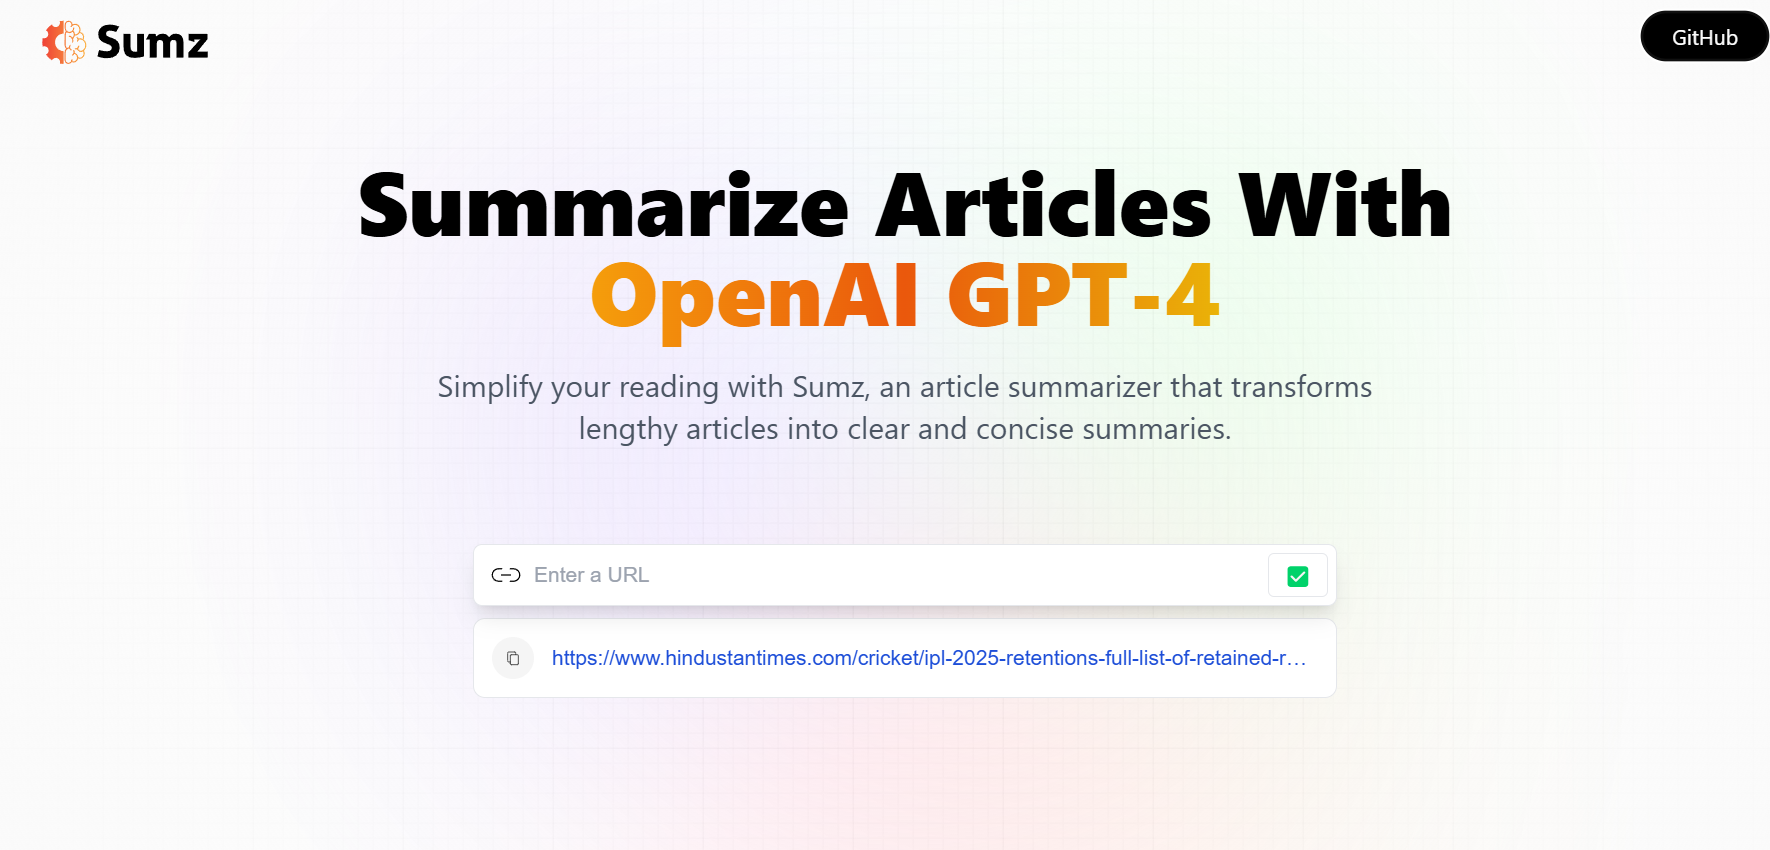 Sumz
GitHub
Summarize Articles With
OpenAI GPT-4
Simplify your reading with Sumz, an article summarizer that transforms
lengthy articles into clear and concise summaries.
Enter a URL
https://www.hindustantimes.com/cricket/ipl-2025-retentions-full-list-of-retained-r...